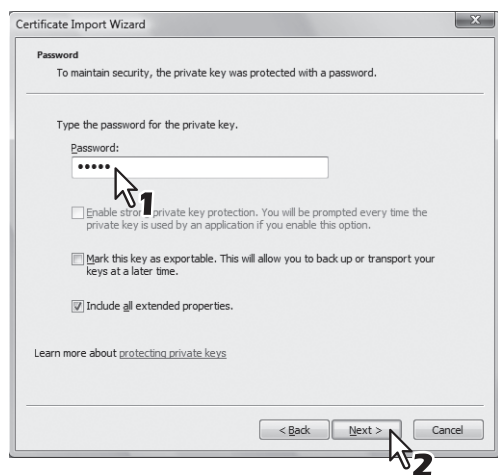 Certificate Import Wizard
x
Password
To maintain security, the private key was protected with a password.
Type the password for the private key.
Password:
•••••
1
Enable strong private key protection. You will be prompted every time the
private key is used by an application if you enable this option.
Mark this key as exportable. This will allow you to back up or transport your
keys at a later time.
Include all extended properties.
Learn more about protecting private keys
< Back Next > Cancel
2